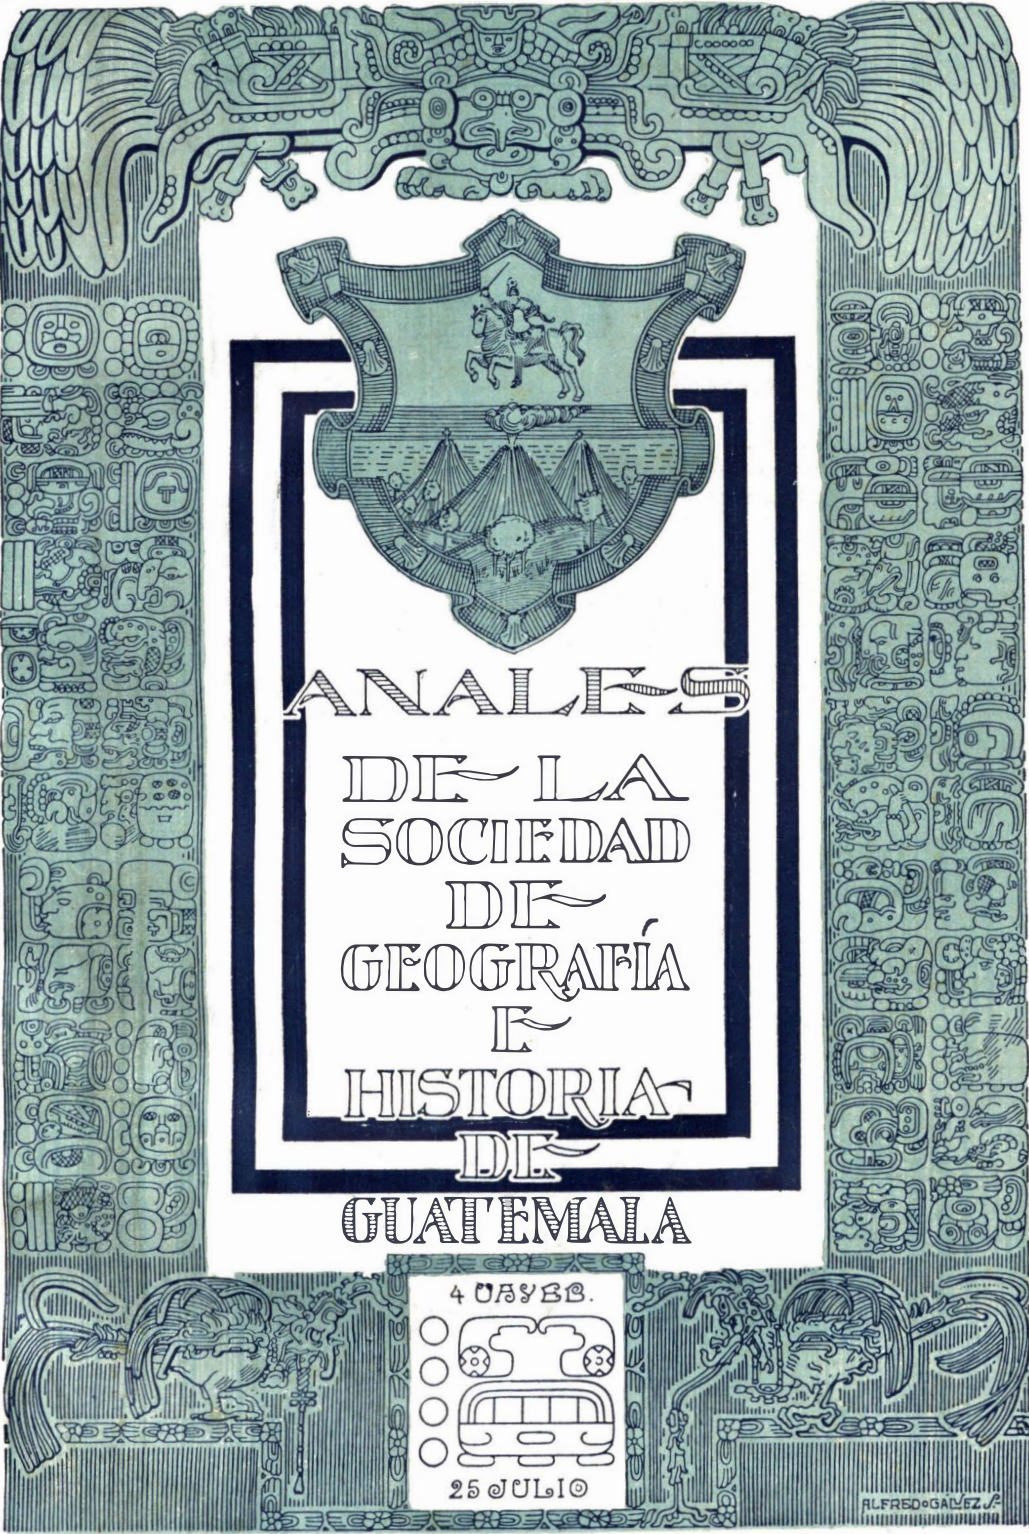 ANALES
DE LA
SOCIEDAD
DE
GEOGRAFÍA
E
HISTORIA
DE
GUATEMALA
4 UAYEB.
25 JULIO
ALFREDO GÁLVEZ S.